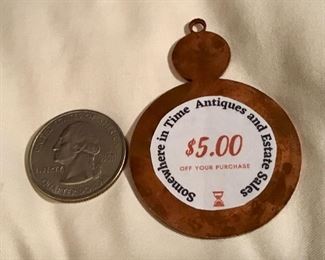 Somewhere in Time Antiques and Estate Sales
$5.00
OFF YOUR PURCHASE